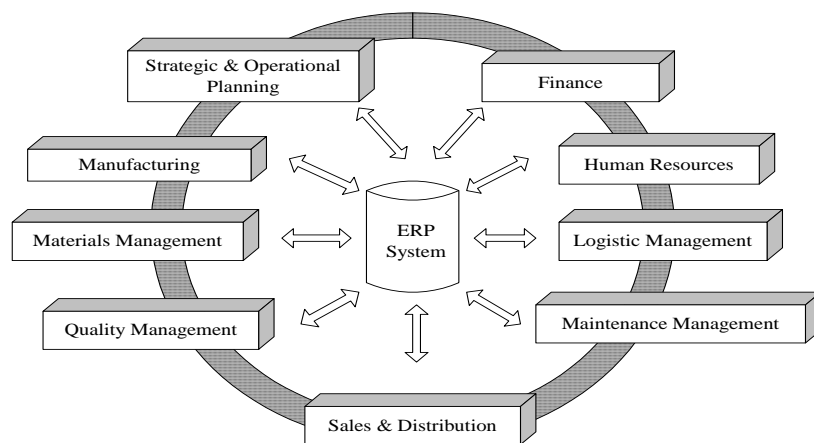 Strategic & Operational
Planning
Finance
Manufacturing
Human Resources
ERP
System
Materials Management
Logistic Management
Quality Management
Maintenance Management
Sales & Distribution